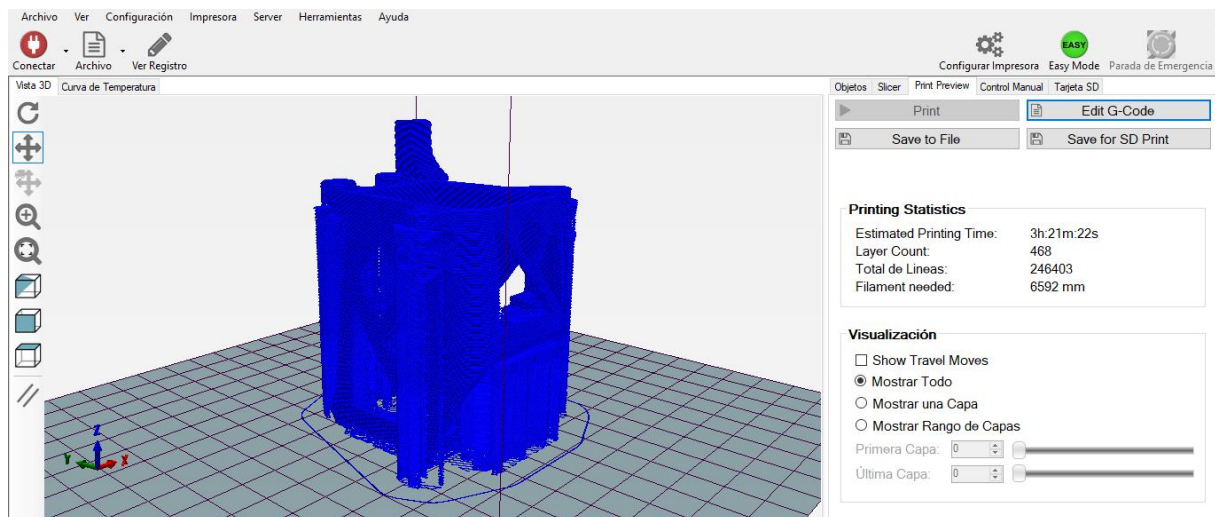 Archivo Ver Configuración Impresora Server Herramientas Ayuda
Conectar Archivo Ver Registro Configurar Impresora EASY Easy Mode Parada de Emergencia
Vista 3D Curva de Temperatura
Objetos Slicer Print Preview Control Manual Tarjeta SD
Print Edit G-Code
Save to File Save for SD Print
Printing Statistics
Estimated Printing Time: 3h:21m:22s
Layer Count: 468
Total de Lineas: 246403
Filament needed: 6592 mm
Visualización
Show Travel Moves
Mostrar Todo
Mostrar una Capa
Mostrar Rango de Capas
Primera Capa: 0
Última Capa: 0
Z
Y X